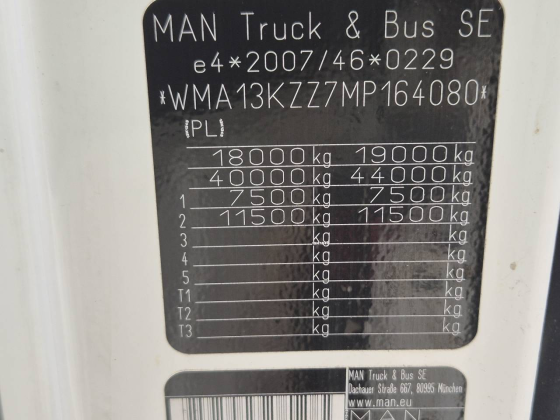 MAN Truck & Bus SE
e4*2007/46*0229
*WMA13KZZ7MP164080*
(PL)
18000 kg 19000 kg
40000 kg 44000 kg
1 7500 kg 7500 kg
2 11500 kg 11500 kg
3 kg kg
4 kg kg
5 kg kg
T1 kg kg
T2 kg kg
T3 kg kg
MAN Truck & Bus SE
Dachauer Straße 667, 80995 München
www.man.eu
MAN